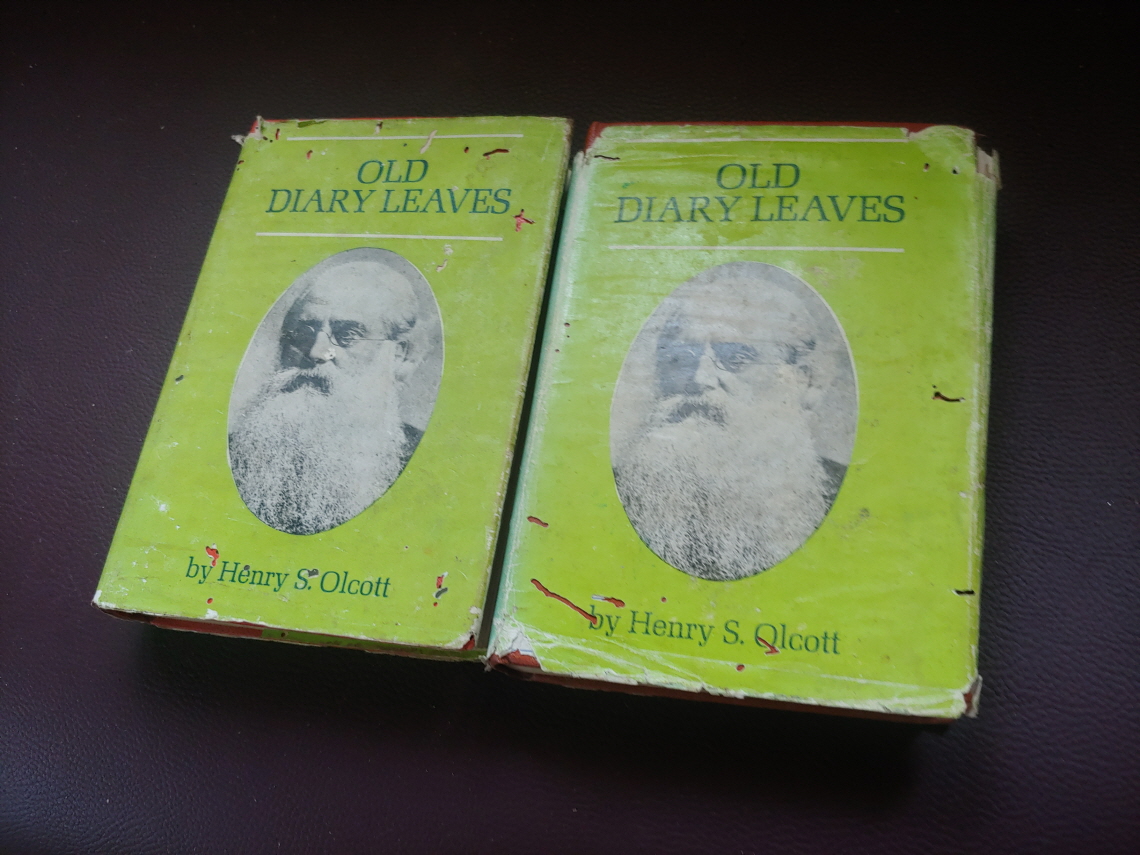 OLD
DIARY LEAVES
by Henry S. Olcott
OLD
DIARY LEAVES
by Henry S. Olcott